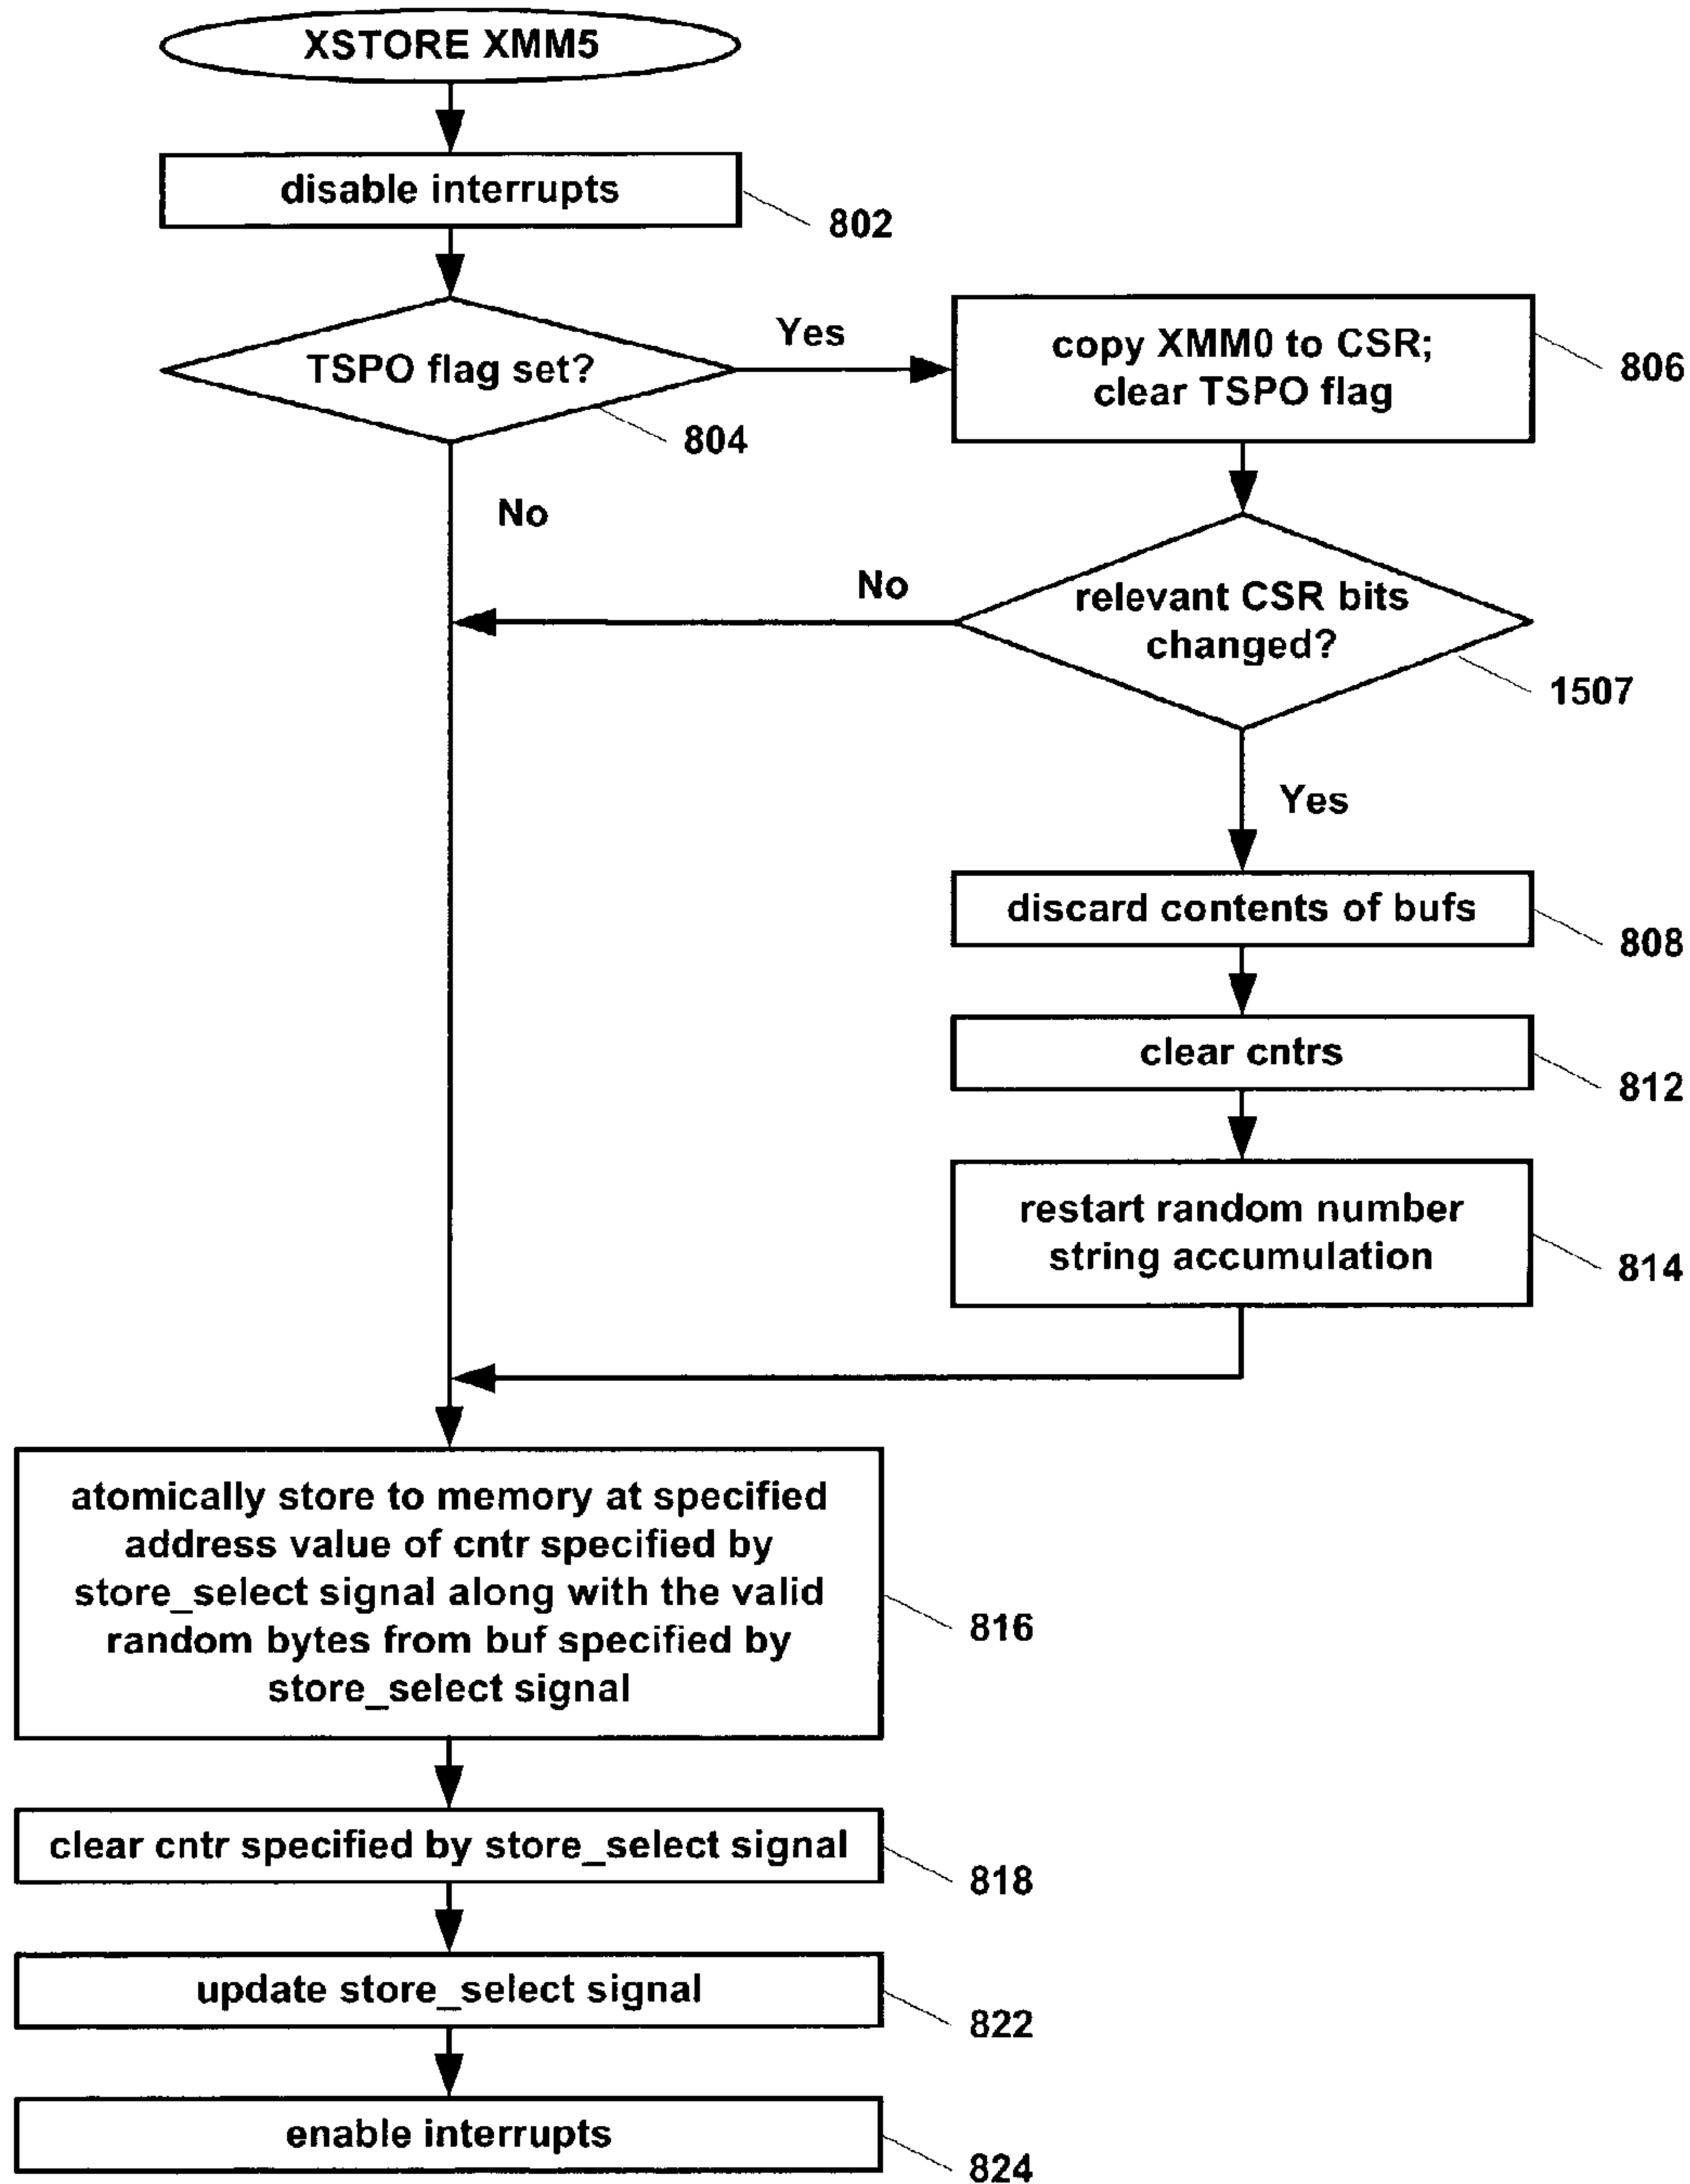 XSTORE XMM5
disable interrupts
802
TSPO flag set?
804
Yes
copy XMM0 to CSR;
clear TSPO flag
806
No
No
relevant CSR bits
changed?
1507
Yes
discard contents of bufs
808
clear cntrs
812
restart random number
string accumulation
814
atomically store to memory at specified
address value of cntr specified by
store_select signal along with the valid
random bytes from buf specified by
store_select signal
816
clear cntr specified by store_select signal
818
update store_select signal
822
enable interrupts
824